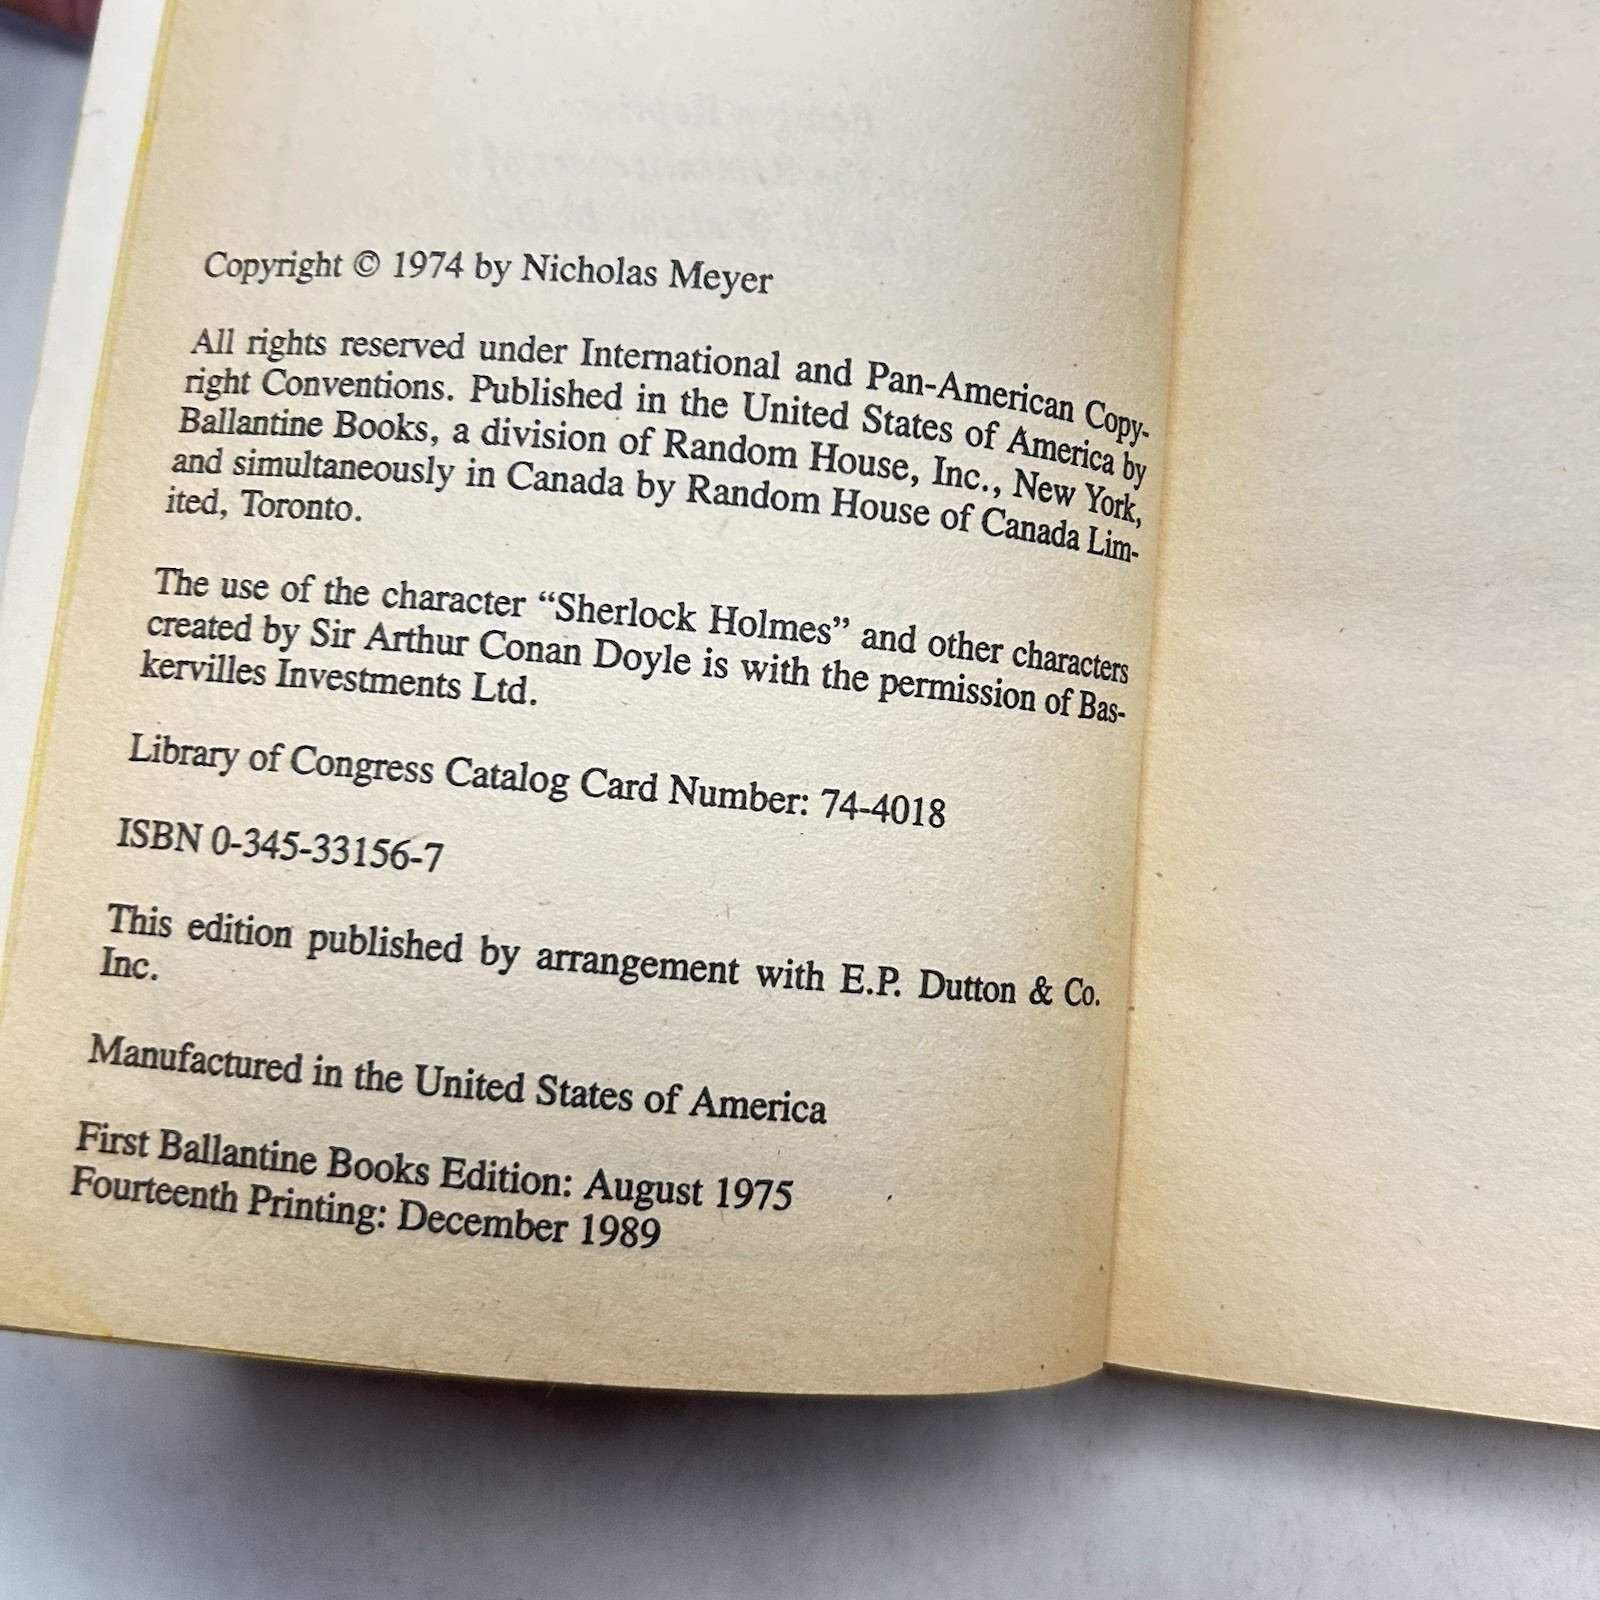 Copyright © 1974 by Nicholas Meyer
All rights reserved under International and Pan-American Copy-
right Conventions. Published in the United States of America by
Ballantine Books, a division of Random House, Inc., New York,
and simultaneously in Canada by Random House of Canada Lim-
ited, Toronto.
The use of the character “Sherlock Holmes” and other characters
created by Sir Arthur Conan Doyle is with the permission of Bas-
kervilles Investments Ltd.
Library of Congress Catalog Card Number: 74-4018
ISBN 0-345-33156-7
This edition published by arrangement with E.P. Dutton & Co.
Inc.
Manufactured in the United States of America
First Ballantine Books Edition: August 1975
Fourteenth Printing: December 1989